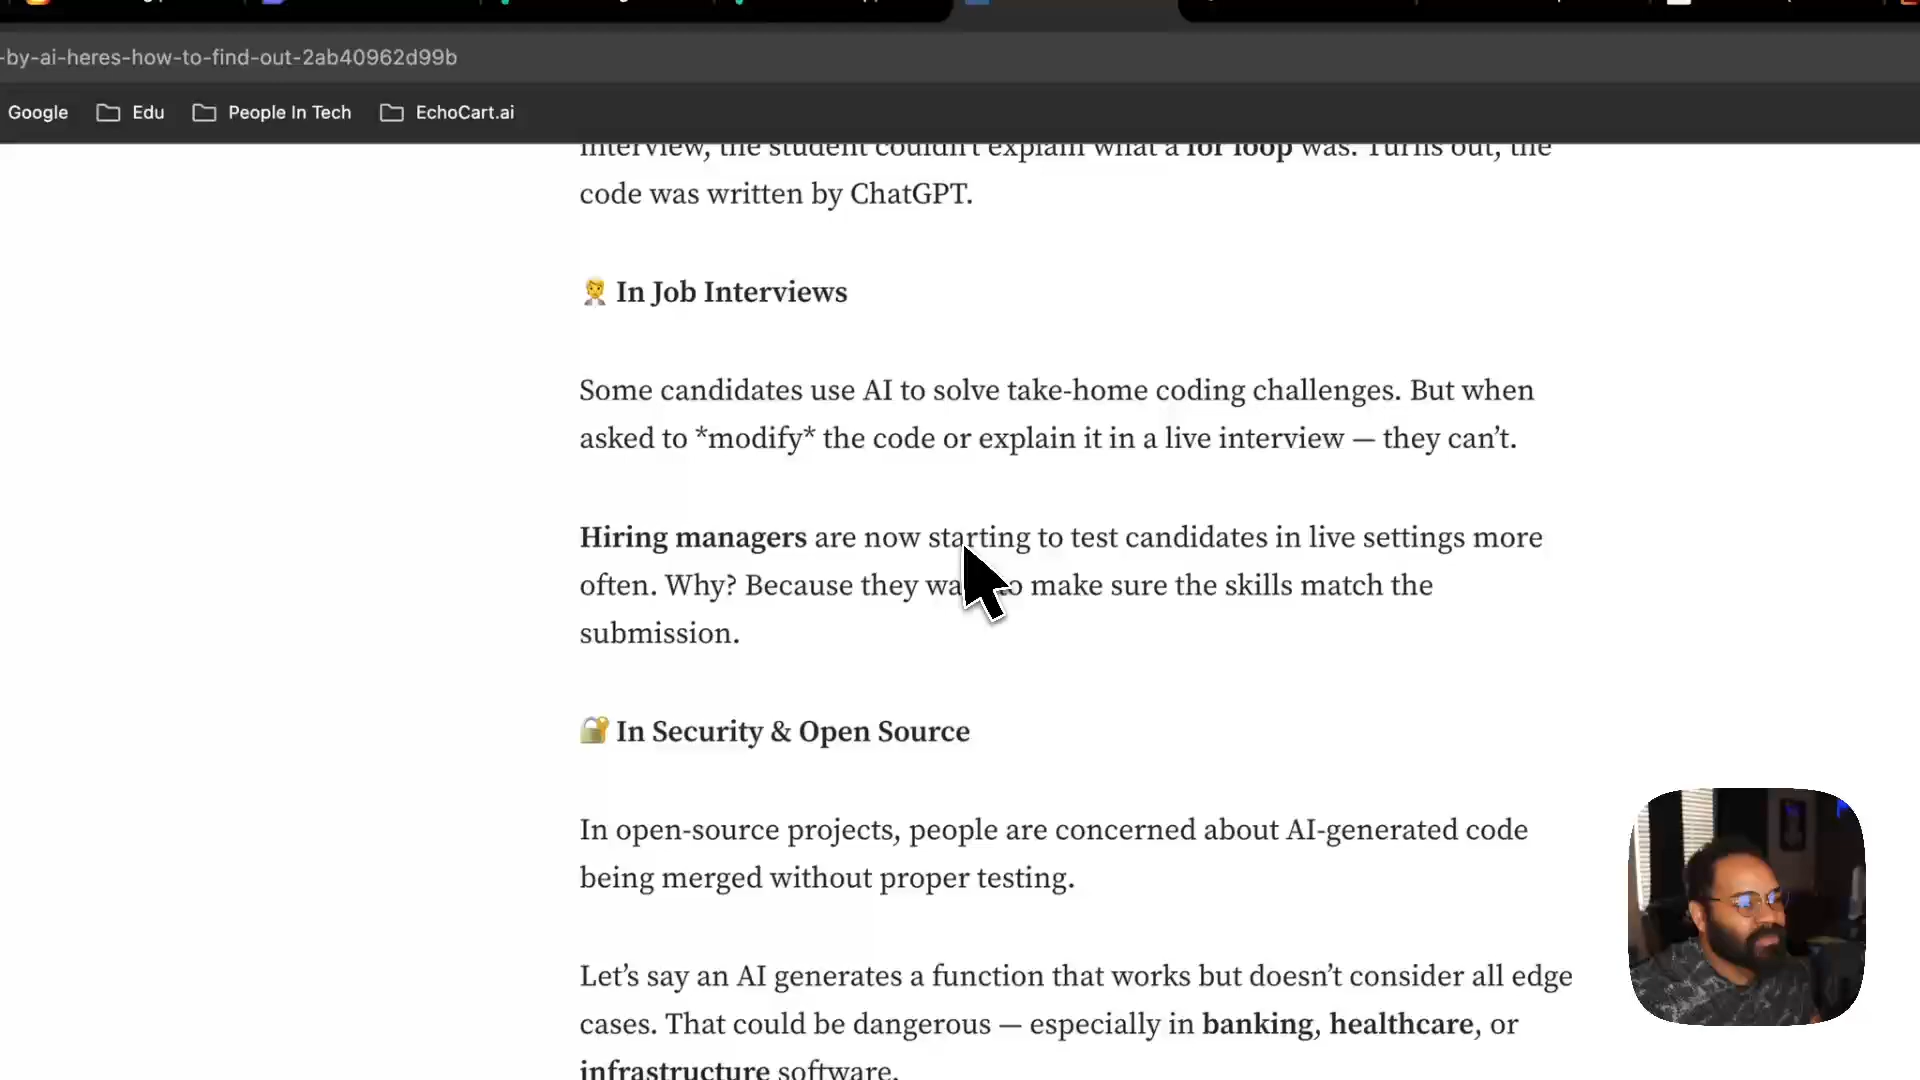 -by-ai-heres-how-to-find-out-2ab40962d99b
Google Edu People In Tech EchoCart.ai
interview, the student couldn't explain what a for loop was. Turns out, the
code was written by ChatGPT.
In Job Interviews
Some candidates use AI to solve take-home coding challenges. But when
asked to *modify* the code or explain it in a live interview — they can't.
Hiring managers are now starting to test candidates in live settings more
often. Why? Because they make sure the skills match the
submission.
In Security & Open Source
In open-source projects, people are concerned about AI-generated code
being merged without proper testing.
Let's say an AI generates a function that works but doesn't consider all edge
cases. That could be dangerous — especially in banking, healthcare, or
infrastructure software.